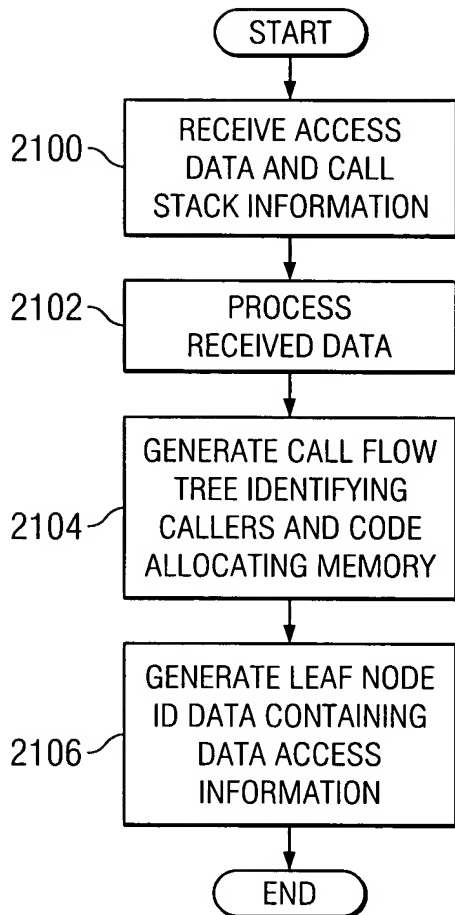 START
2100
RECEIVE ACCESS
DATA AND CALL
STACK INFORMATION
2102
PROCESS
RECEIVED DATA
2104
GENERATE CALL FLOW
TREE IDENTIFYING
CALLERS AND CODE
ALLOCATING MEMORY
2106
GENERATE LEAF NODE
ID DATA CONTAINING
DATA ACCESS
INFORMATION
END